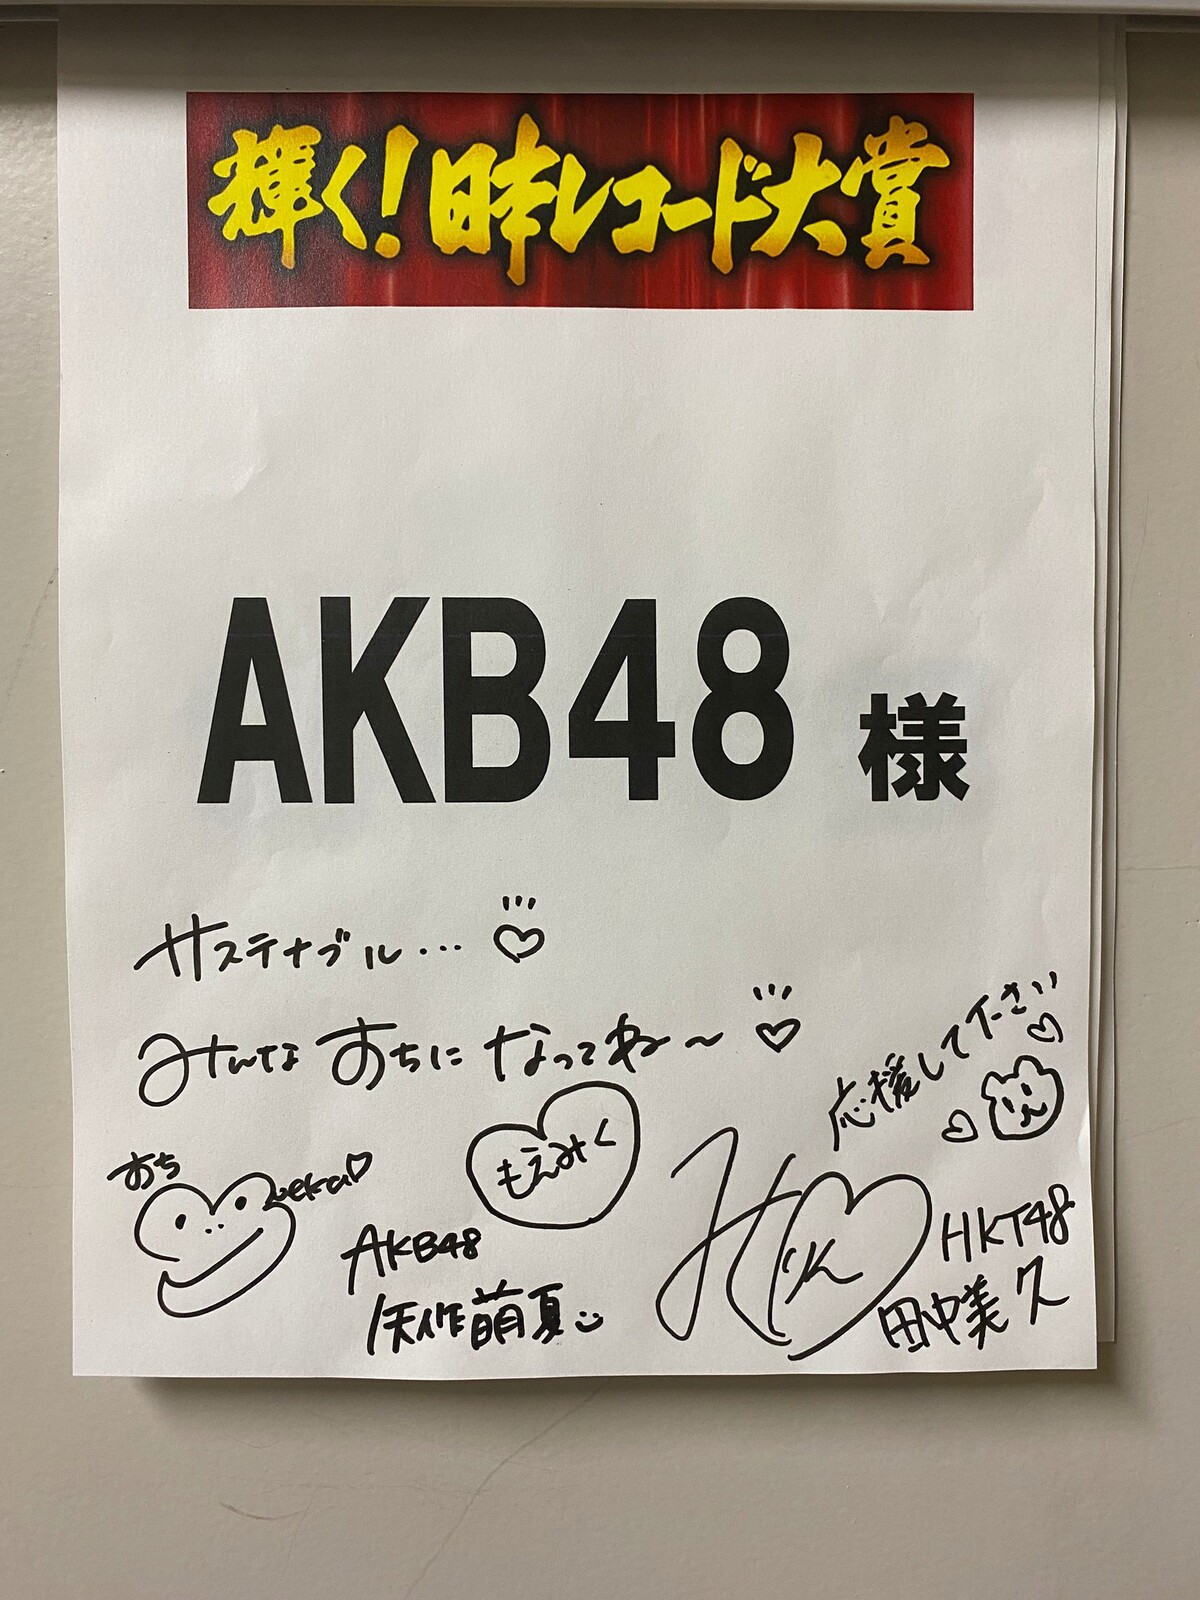 輝く!日本レコード大賞
AKB48 様
サステナブル…
みんなおちになってね〜
応援して下さい
おち
もえみく
AKB48
矢作萌夏
HKT48
田中美久